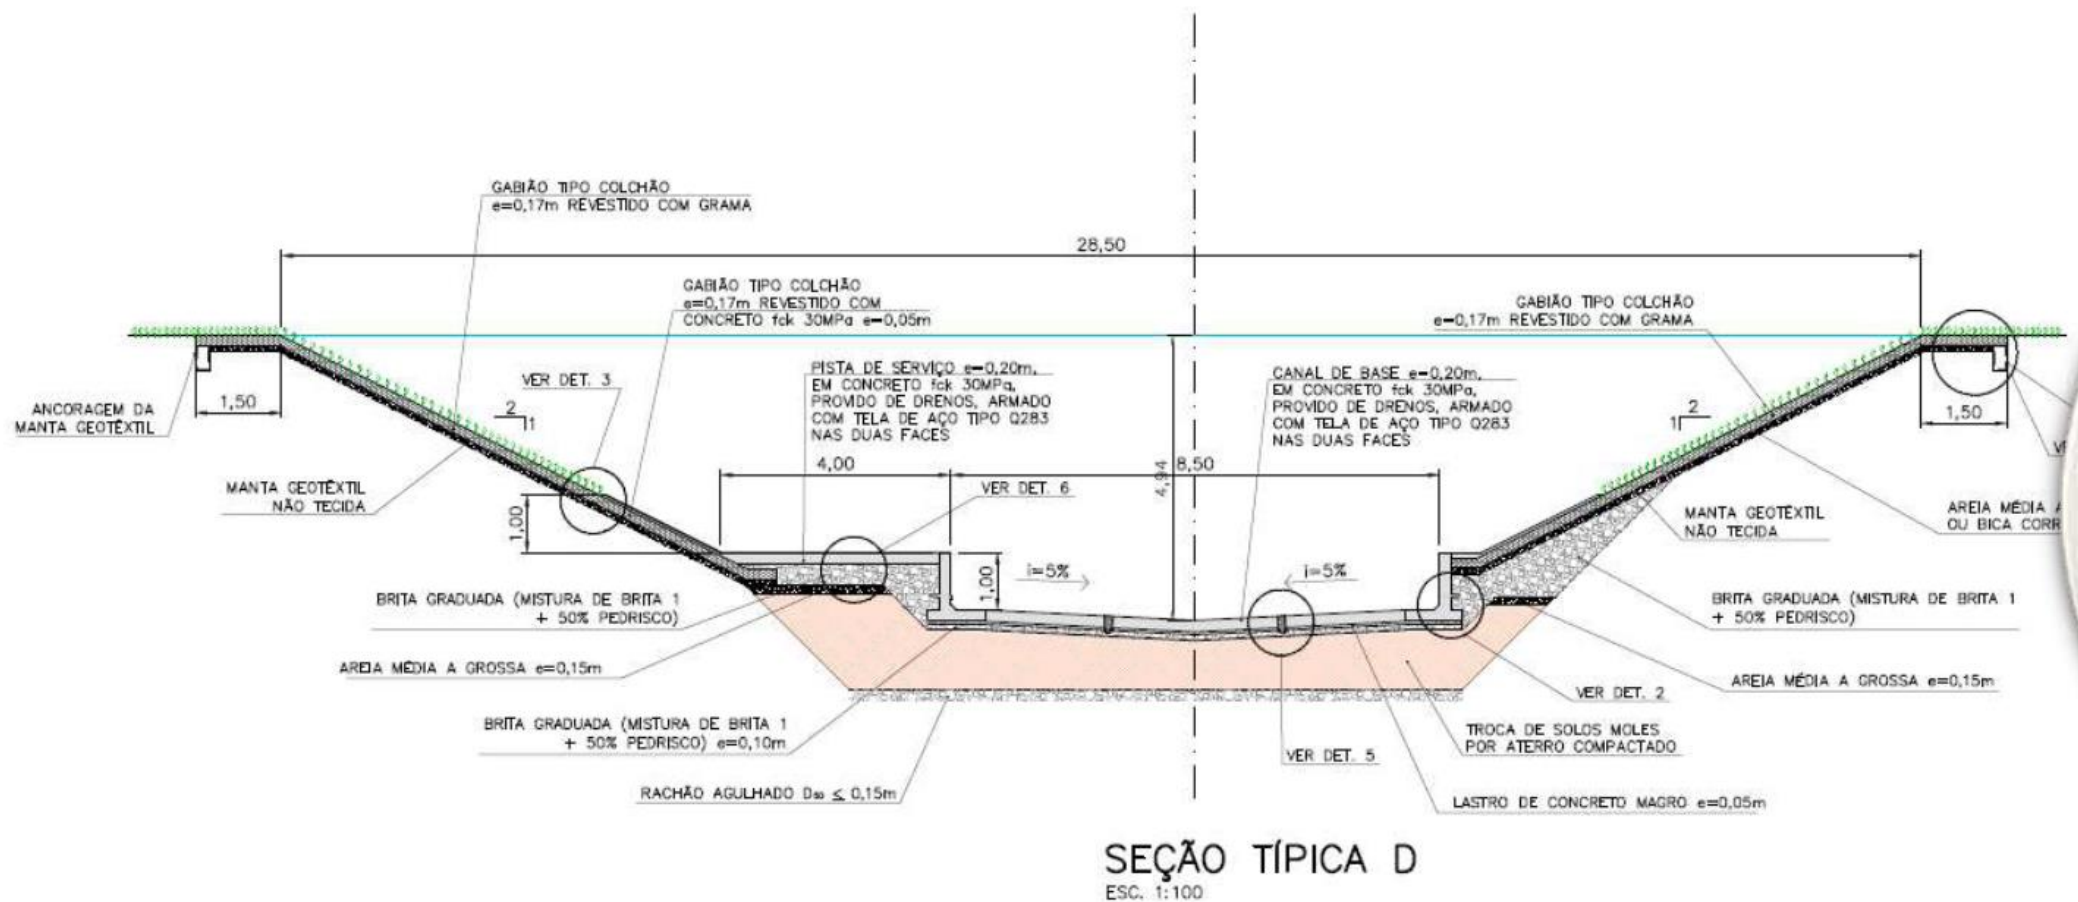 GABIÃO TIPO COLCHÃO
e=0,17m REVESTIDO COM GRAMA
28,50
GABIÃO TIPO COLCHÃO
e=0,17m REVESTIDO COM
CONCRETO fck 30MPa e=0,05m
GABIÃO TIPO COLCHÃO
e=0,17m REVESTIDO COM GRAMA
VER DET. 3
PISTA DE SERVIÇO e=0,20m,
EM CONCRETO fck 30MPa,
PROVIDO DE DRENOS, ARMADO
COM TELA DE AÇO TIPO Q283
NAS DUAS FACES
CANAL DE BASE e=0,20m,
EM CONCRETO fck 30MPa,
PROVIDO DE DRENOS, ARMADO
COM TELA DE AÇO TIPO Q283
NAS DUAS FACES
1,50
ANCORAGEM DA
MANTA GEOTÊXTIL
2
1
2
1
1,50
4,00
4,94
8,50
VER DET. 6
MANTA GEOTÊXTIL
NÃO TECIDA
1,00
MANTA GEOTÊXTIL
NÃO TECIDA
AREIA MÉDIA A
OU BICA CORR
1,00
i=5%
i=5%
BRITA GRADUADA (MISTURA DE BRITA 1
+ 50% PEDRISCO)
BRITA GRADUADA (MISTURA DE BRITA 1
+ 50% PEDRISCO)
AREIA MÉDIA A GROSSA e=0,15m
AREIA MÉDIA A GROSSA e=0,15m
VER DET. 2
BRITA GRADUADA (MISTURA DE BRITA 1
+ 50% PEDRISCO) e=0,10m
TROCA DE SOLOS MOLES
POR ATERRO COMPACTADO
VER DET. 5
RACHÃO AGULHADO D₅₀ ≤ 0,15m
LASTRO DE CONCRETO MAGRO e=0,05m
SEÇÃO TÍPICA D
ESC. 1:100